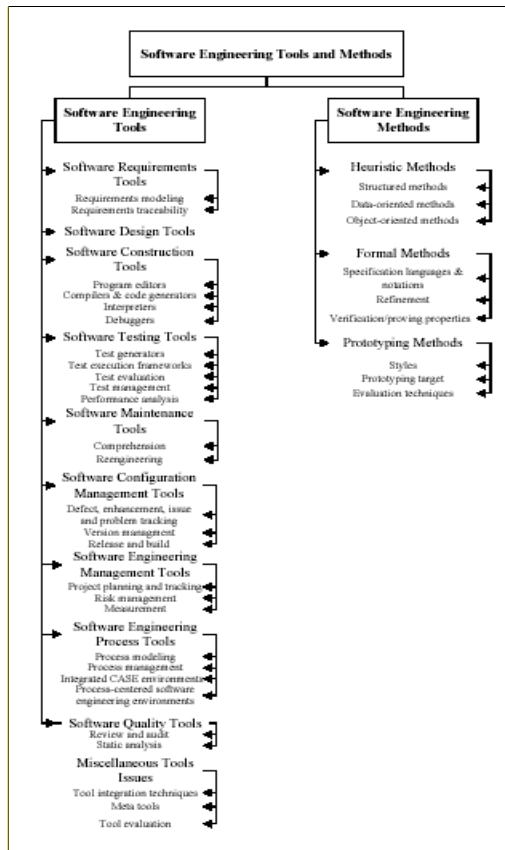 Software Engineering Tools and Methods
Software Engineering
Tools
Software Requirements
Tools
Requirements modeling
Requirements traceability
Software Design Tools
Software Construction
Tools
Program editors
Compilers & code generators
Interpreters
Debuggers
Software Testing Tools
Test generators
Test execution frameworks
Test evaluation
Test management
Performance analysis
Software Maintenance
Tools
Comprehension
Reengineering
Software Configuration
Management Tools
Defect, enhancement, issue
and problem tracking
Version managment
Release and build
Software Engineering
Management Tools
Project planning and tracking
Risk management
Measurement
Software Engineering
Process Tools
Process modeling
Process management
Integrated CASE environments
Process-centered software
engineering environments
Software Quality Tools
Review and audit
Static analysis
Miscellaneous Tools
Issues
Tool integration techniques
Meta tools
Tool evaluation
Software Engineering
Methods
Heuristic Methods
Structured methods
Data-oriented methods
Object-oriented methods
Formal Methods
Specification languages &
notations
Refinement
Verification/proving properties
Prototyping Methods
Styles
Prototyping target
Evaluation techniques